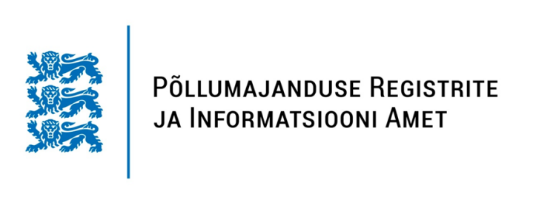 PÕLLUMAJANDUSE REGISTRITE
JA INFORMATSIOONI AMET